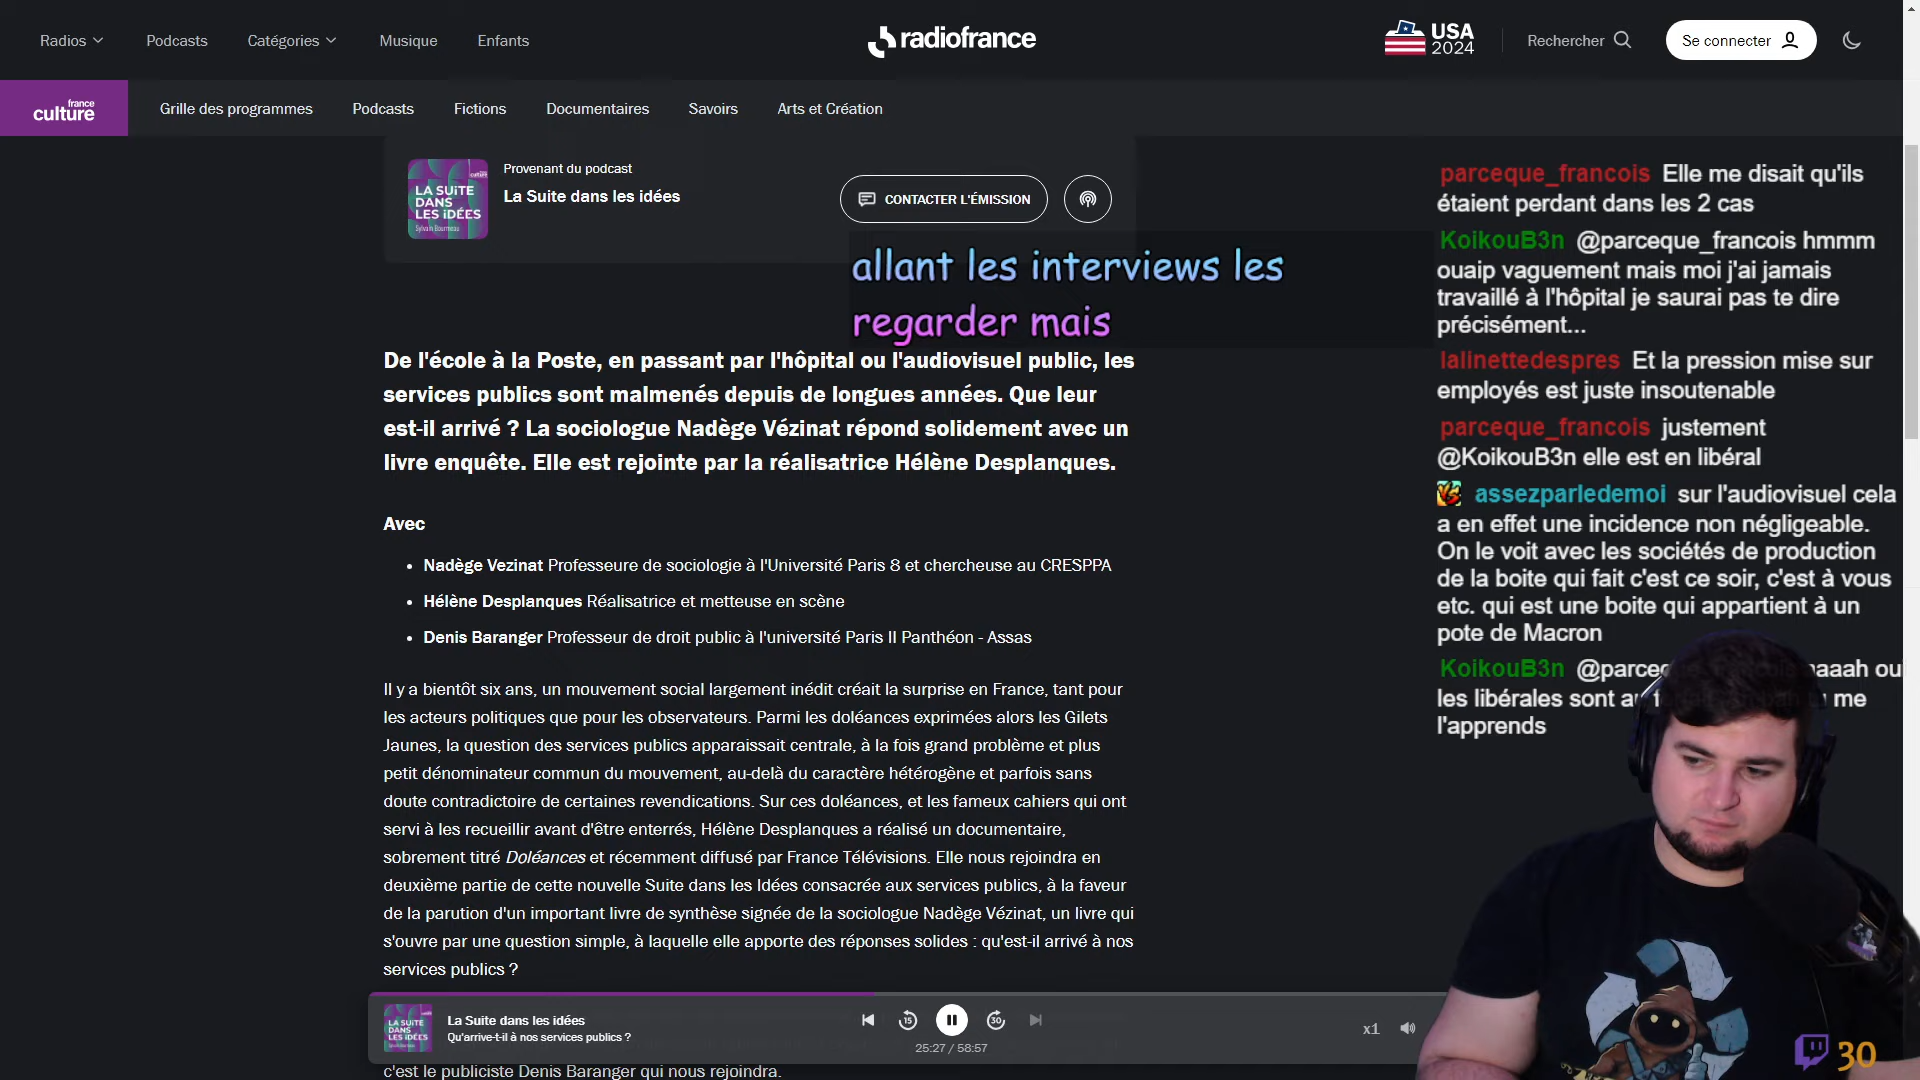 Radios
Podcasts
Catégories
Musique
Enfants
radiofrance
USA
2024
Rechercher
Se connecter
france
culture
Grille des programmes
Podcasts
Fictions
Documentaires
Savoirs
Arts et Création
culture
LA SUITE
DANS
LES IDÉES
Sylvain Bourmeau
Provenant du podcast
La Suite dans les idées
CONTACTER L'ÉMISSION
allant les interviews les
regarder mais
De l'école à la Poste, en passant par l'hôpital ou l'audiovisuel public, les
services publics sont malmenés depuis de longues années. Que leur
est-il arrivé ? La sociologue Nadège Vézinat répond solidement avec un
livre enquête. Elle est rejointe par la réalisatrice Hélène Desplanques.
Avec
• Nadège Vezinat Professeure de sociologie à l'Université Paris 8 et chercheuse au CRESPPA
• Hélène Desplanques Réalisatrice et metteuse en scène
• Denis Baranger Professeur de droit public à l'université Paris II Panthéon - Assas
Il y a bientôt six ans, un mouvement social largement inédit créait la surprise en France, tant pour
les acteurs politiques que pour les observateurs. Parmi les doléances exprimées alors les Gilets
Jaunes, la question des services publics apparaissait centrale, à la fois grand problème et plus
petit dénominateur commun du mouvement, au-delà du caractère hétérogène et parfois sans
doute contradictoire de certaines revendications. Sur ces doléances, et les fameux cahiers qui ont
servi à les recueillir avant d'être enterrés, Hélène Desplanques a réalisé un documentaire,
sobrement titré Doléances et récemment diffusé par France Télévisions. Elle nous rejoindra en
deuxième partie de cette nouvelle Suite dans les Idées consacrée aux services publics, à la faveur
de la parution d'un important livre de synthèse signée de la sociologue Nadège Vézinat, un livre qui
s'ouvre par une question simple, à laquelle elle apporte des réponses solides : qu'est-il arrivé à nos
services publics ?
c'est le publiciste Denis Baranger qui nous rejoindra.
LA SUITE
DANS
LES IDÉES
La Suite dans les idées
Qu'arrive-t-il à nos services publics ?
15
30
25:27 / 58:57
x1
parceque_francois Elle me disait qu'ils
étaient perdant dans les 2 cas
KoikouB3n @parceque_francois hmmm
ouaip vaguement mais moi j'ai jamais
travaillé à l'hôpital je saurai pas te dire
précisément...
lalinettedespres Et la pression mise sur
employés est juste insoutenable
parceque_francois justement
@KoikouB3n elle est en libéral
VS assezparledemoi sur l'audiovisuel cela
a en effet une incidence non négligeable.
On le voit avec les sociétés de production
de la boite qui fait c'est ce soir, c'est à vous
etc. qui est une boite qui appartient à un
pote de Macron
KoikouB3n oui
les libérales sont au me
l'apprends
30